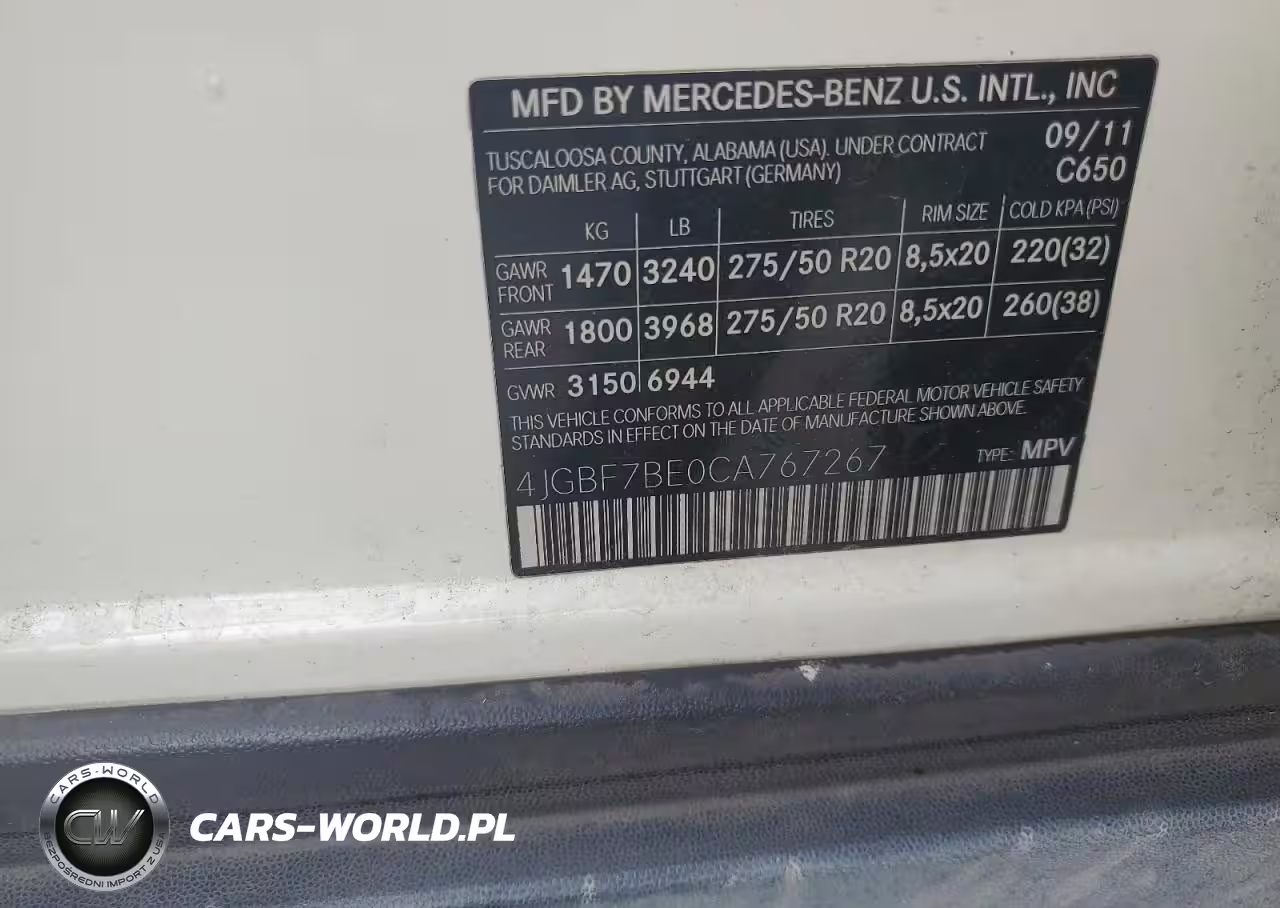 MFD BY MERCEDES-BENZ U.S. INTL., INC
TUSCALOOSA COUNTY, ALABAMA (USA). UNDER CONTRACT 09/11
FOR DAIMLER AG, STUTTGART (GERMANY) C650
KG LB TIRES RIM SIZE COLD KPA (PSI)
GAWR FRONT 1470 3240 275/50 R20 8,5x20 220(32)
GAWR REAR 1800 3968 275/50 R20 8,5x20 260(38)
GVWR 3150 6944
THIS VEHICLE CONFORMS TO ALL APPLICABLE FEDERAL MOTOR VEHICLE SAFETY
STANDARDS IN EFFECT ON THE DATE OF MANUFACTURE SHOWN ABOVE.
4JGBF7BE0CA767267 TYPE: MPV
CARS-WORLD
CW
BEZPOŚREDNI IMPORT Z USA
CARS-WORLD.PL